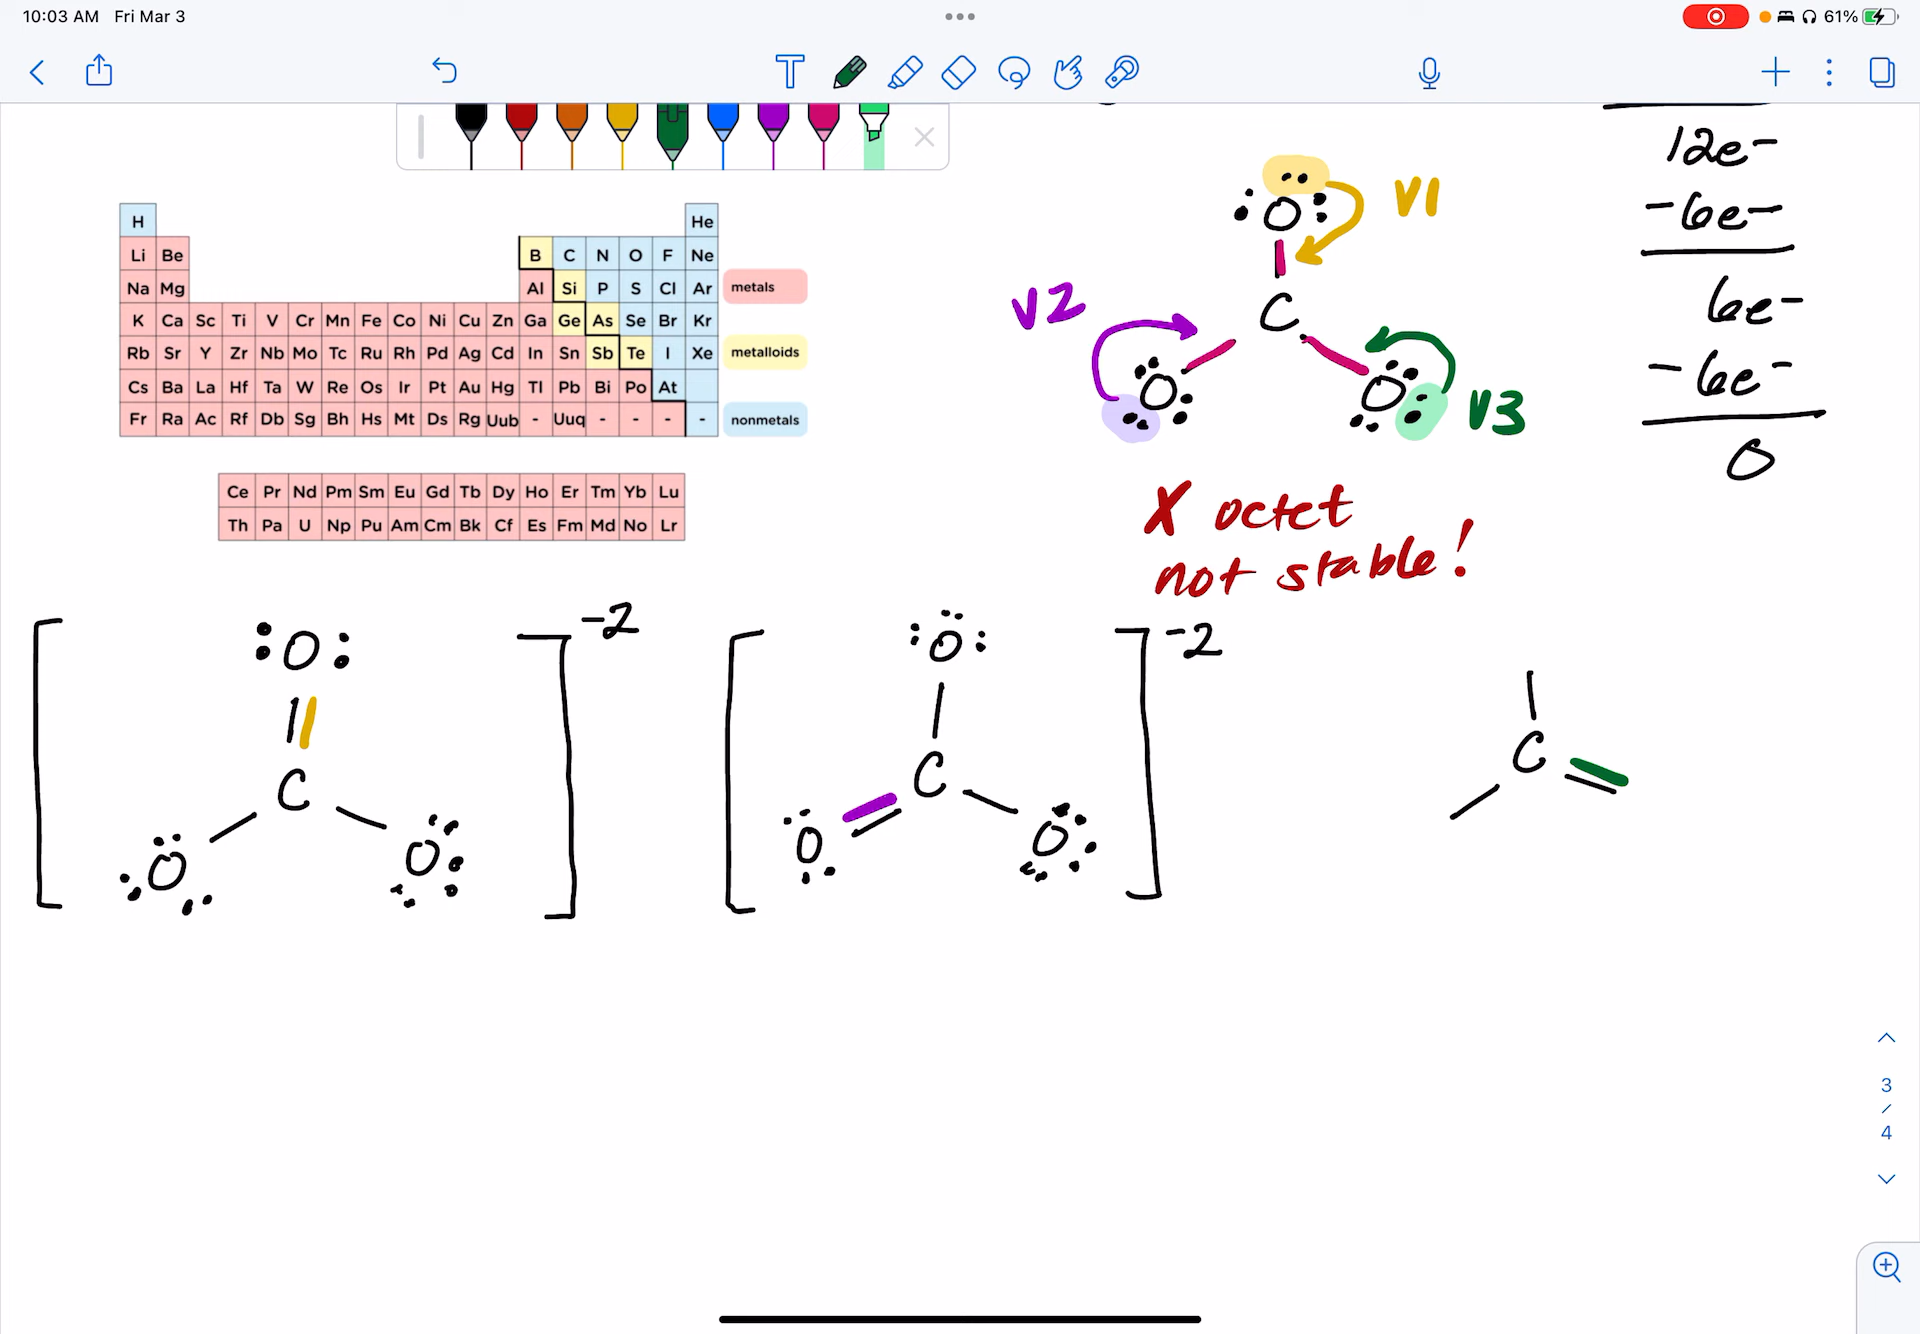 10:03 AM Fri Mar 3
61%
12e-
-6e-
6e-
-6e-
0
H He
Li Be B C N O F Ne
Na Mg Al Si P S Cl Ar metals
K Ca Sc Ti V Cr Mn Fe Co Ni Cu Zn Ga Ge As Se Br Kr
Rb Sr Y Zr Nb Mo Tc Ru Rh Pd Ag Cd In Sn Sb Te I Xe metalloids
Cs Ba La Hf Ta W Re Os Ir Pt Au Hg Tl Pb Bi Po At
Fr Ra Ac Rf Db Sg Bh Hs Mt Ds Rg Uub - Uuq - - - - nonmetals
Ce Pr Nd Pm Sm Eu Gd Tb Dy Ho Er Tm Yb Lu
Th Pa U Np Pu Am Cm Bk Cf Es Fm Md No Lr
O V1
V2 C
O O V3
X octet
not stable!
O -2
C
O O
O -2
C
O O
C
3
/
4